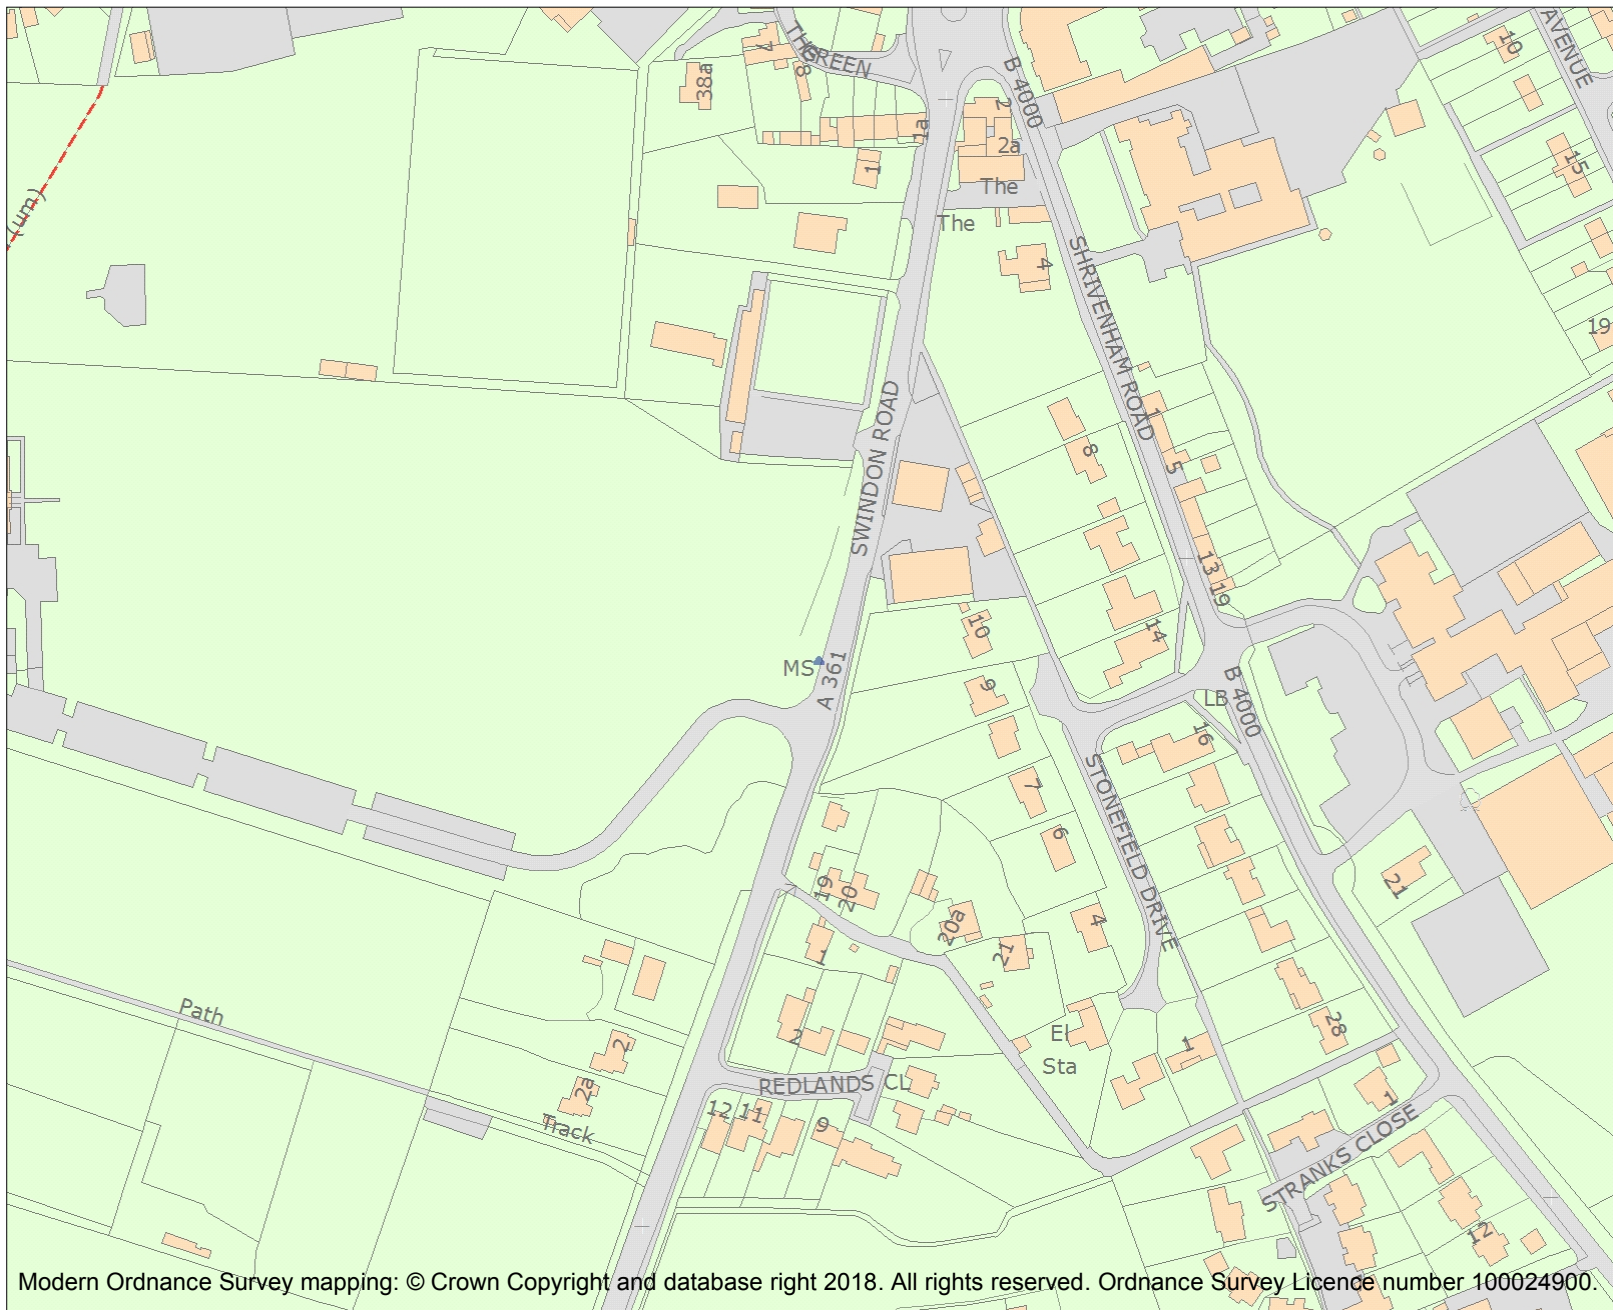 THE
GREEN
7
8
38a
B 4000
2
1a
2a
1
The
The
4
10
AVENUE
15
19
(um)
SHRIVENHAM ROAD
SWINDON ROAD
1
5
8
13
19
10
14
MS
A 361
9
LB
B 4000
16
7
6
STONEFIELD DRIVE
19
20
20a
21
21
4
1
Path
28
2
El
Sta
1
2
2a
REDLANDS CL
12
11
9
Track
1
STRANKS CLOSE
12
Modern Ordnance Survey mapping: © Crown Copyright and database right 2018. All rights reserved. Ordnance Survey Licence number 100024900.